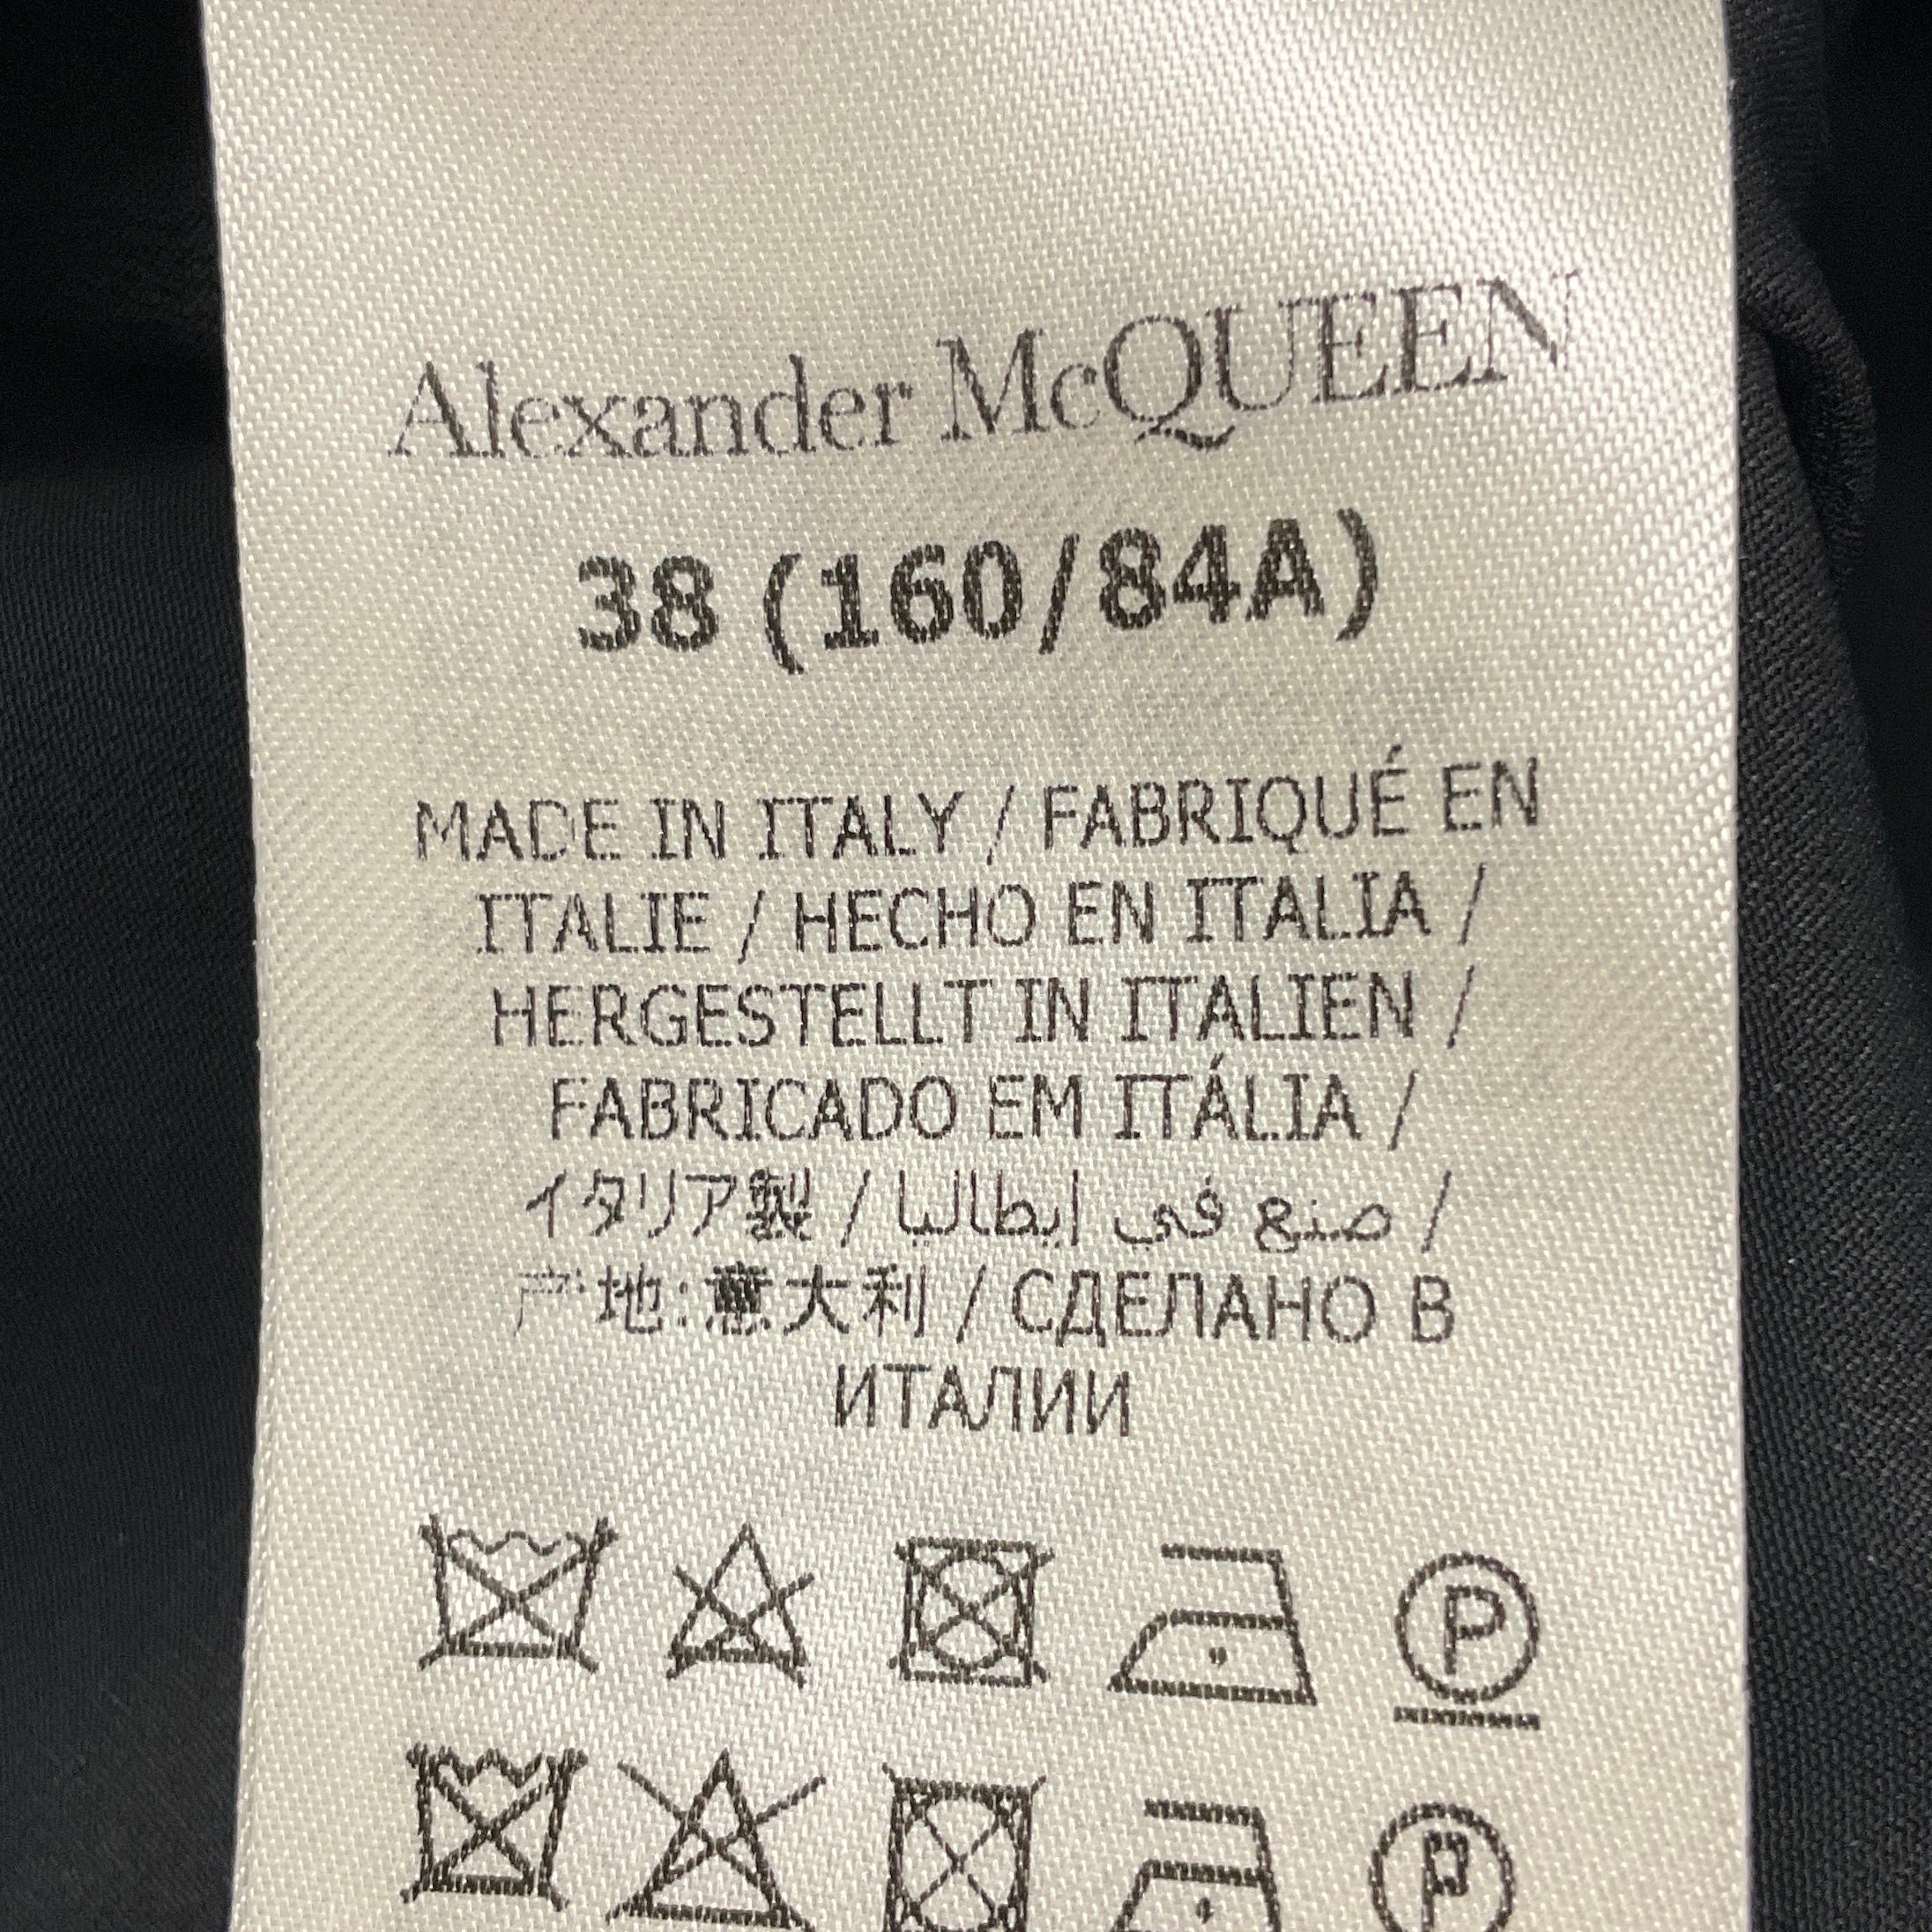 Alexander McQUEEN
38 (160/84A)
MADE IN ITALY / FABRIQUÉ EN
ITALIE / HECHO EN ITALIA /
HERGESTELLT IN ITALIEN /
FABRICADO EM ITÁLIA /
イタリア製 / صنع في إيطاليا /
产地:意大利 / СДЕЛАНО В
ИТАЛИИ
P
P